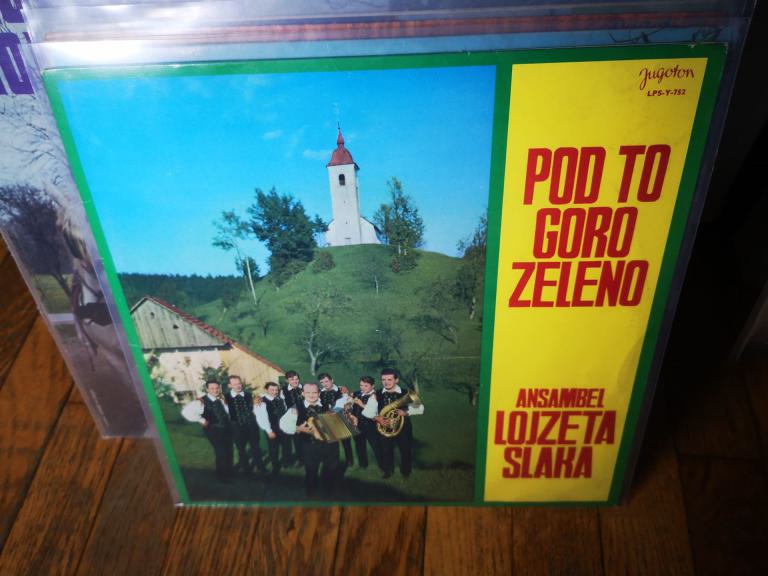 Jugoton
LPS-Y-752
POD TO
GORO
ZELENO
ANSAMBEL
LOJZETA
SLAKA